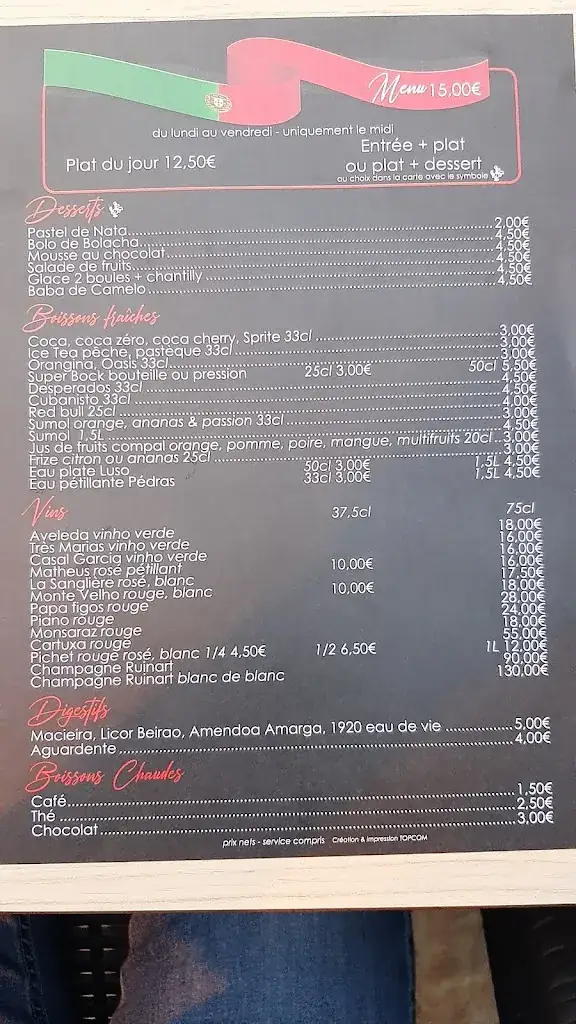 Menu 15,00€
du lundi au vendredi - uniquement le midi
Plat du jour 12,50€
Entrée + plat
ou plat + dessert
au choix dans la carte avec le symbole
Desserts
Pastel de Nata 2,00€
Bolo de Bolacha 4,50€
Mousse au chocolat 4,50€
Salade de fruits 4,50€
Glace 2 boules + chantilly 4,50€
Baba de Camelo 4,50€
Boissons fraîches
Coca, coca zéro, coca cherry, Sprite 33cl 3,00€
Ice Tea pêche, pasteque 33cl 3,00€
Orangina, Oasis 33cl 3,00€
Super Bock bouteille ou pression 25cl 3,00€ 50cl 5,50€
Desperados 33cl 4,50€
Cubanisto 33cl 4,50€
Red bull 25cl 4,00€
Sumol orange, ananas & passion 33cl 3,00€
Sumol 1,5L 4,50€
Jus de fruits compal orange, pomme, poire, mangue, multifruits 20cl 3,00€
Frize citron ou ananas 25cl 3,00€
Eau plate Luso 50cl 3,00€ 1,5L 4,50€
Eau pétillante Pédras 33cl 3,00€ 1,5L 4,50€
Vins 37,5cl 75cl
Aveleda vinho verde 18,00€
Três Marias vinho verde 16,00€
Casal Garcia vinho verde 16,00€
Matheus rosé pétillant 10,00€ 16,00€
La Sanglière rosé, blanc 17,50€
Monte Velho rouge, blanc 10,00€ 18,00€
Papa figos rouge 28,00€
Piano rouge 24,00€
Monsaraz rouge 18,00€
Cartuxa rouge 55,00€
Pichet rouge rosé, blanc 1/4 4,50€ 1/2 6,50€ 1L 12,00€
Champagne Ruinart 90,00€
Champagne Ruinart blanc de blanc 130,00€
Digestifs
Macieira, Licor Beirao, Amendoa Amarga, 1920 eau de vie 5,00€
Aguardente 4,00€
Boissons Chaudes
Café 1,50€
Thé 2,50€
Chocolat 3,00€
prix nets - service compris Création & Impression TOPCOM